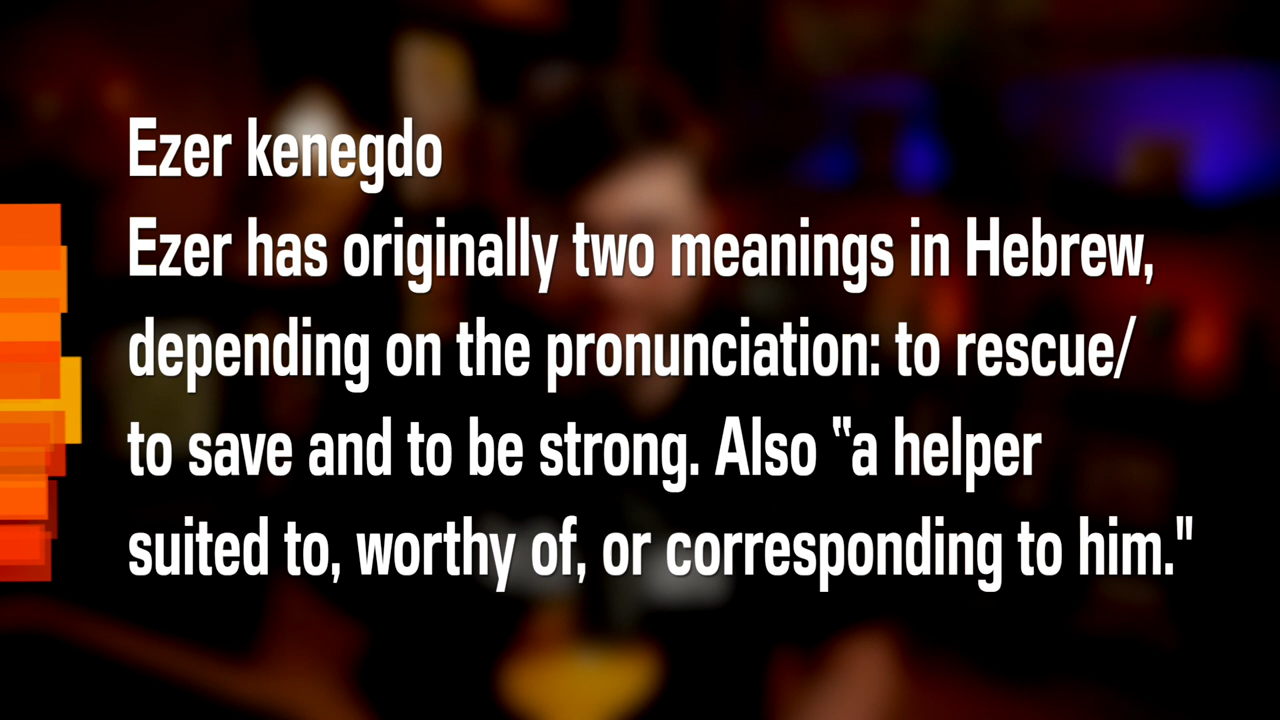 Ezer kenegdo
Ezer has originally two meanings in Hebrew,
depending on the pronunciation: to rescue/
to save and to be strong. Also "a helper
suited to, worthy of, or corresponding to him."